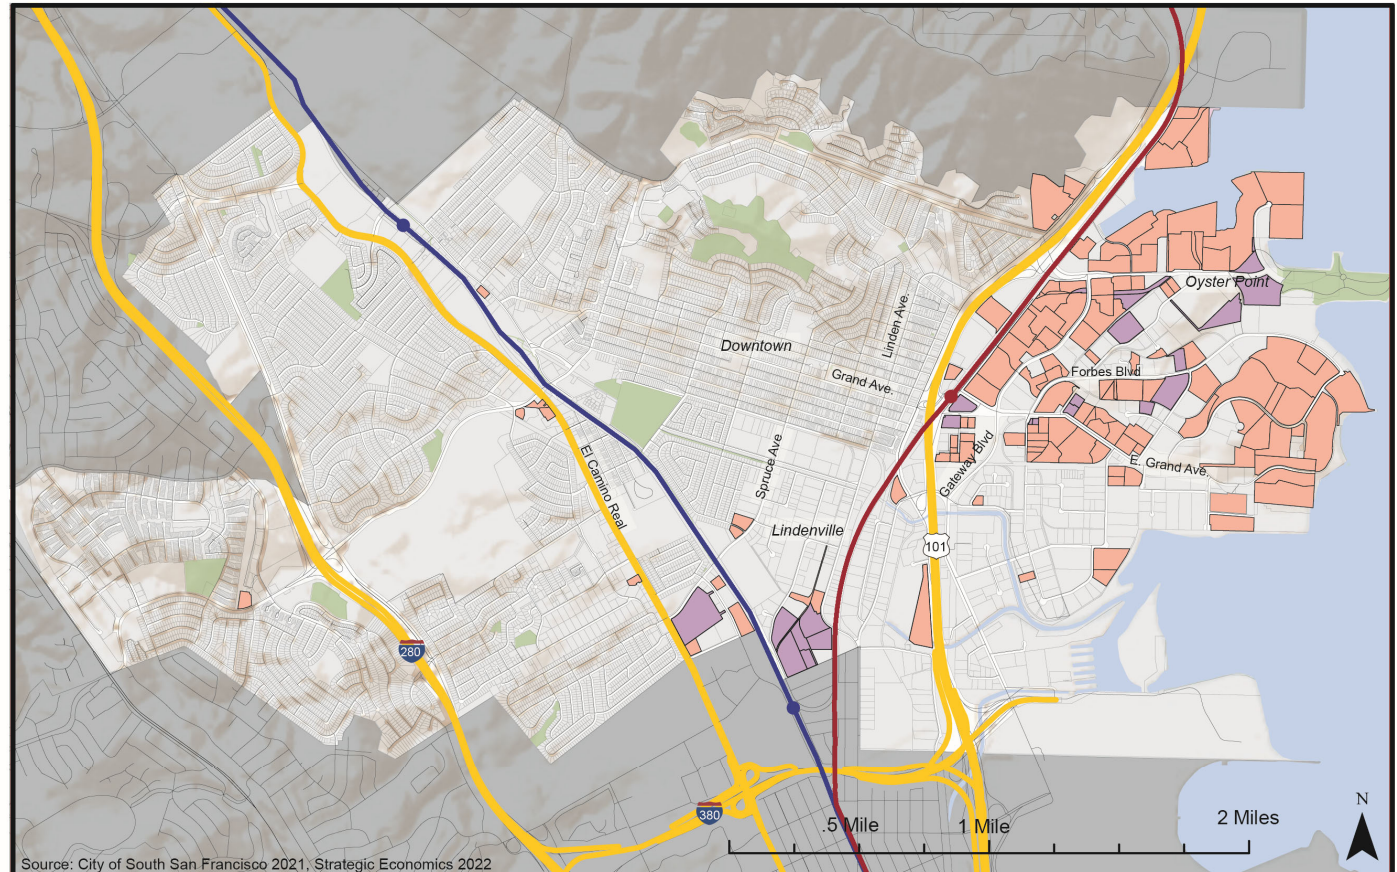 Oyster Point
Linden Ave.
Downtown
Forbes Blvd
Grand Ave.
Gateway Blvd
E. Grand Ave.
Spruce Ave
El Camino Real
Lindenville
101
280
380
.5 Mile
1 Mile
2 Miles
N
Source: City of South San Francisco 2021, Strategic Economics 2022